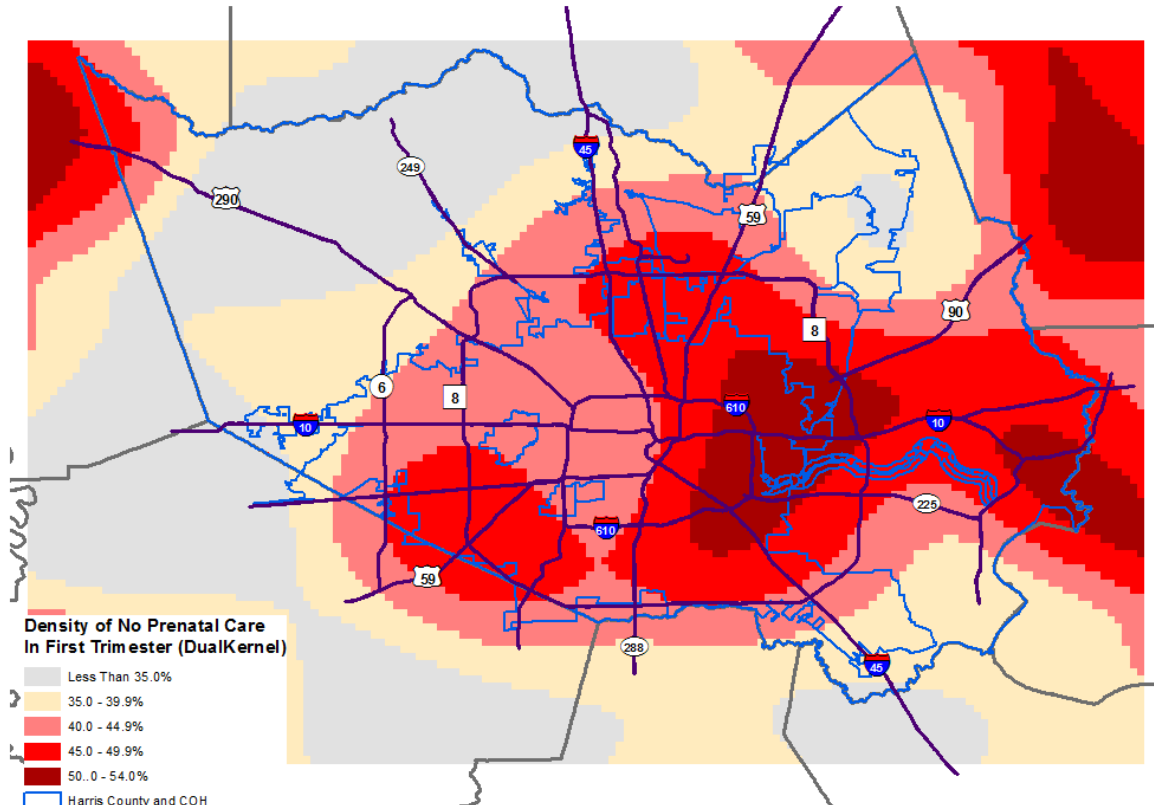 45
249
290
59
90
8
6
8
610
10
10
225
610
59
288
45
Density of No Prenatal Care
In First Trimester (DualKernel)
Less Than 35.0%
35.0 - 39.9%
40.0 - 44.9%
45.0 - 49.9%
50..0 - 54.0%
Harris County and COH